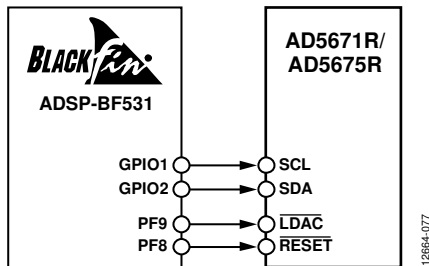 BLACKfin
ADSP-BF531
AD5671R/
AD5675R
GPIO1 SCL
GPIO2 SDA
PF9 LDAC
PF8 RESET
12664-077